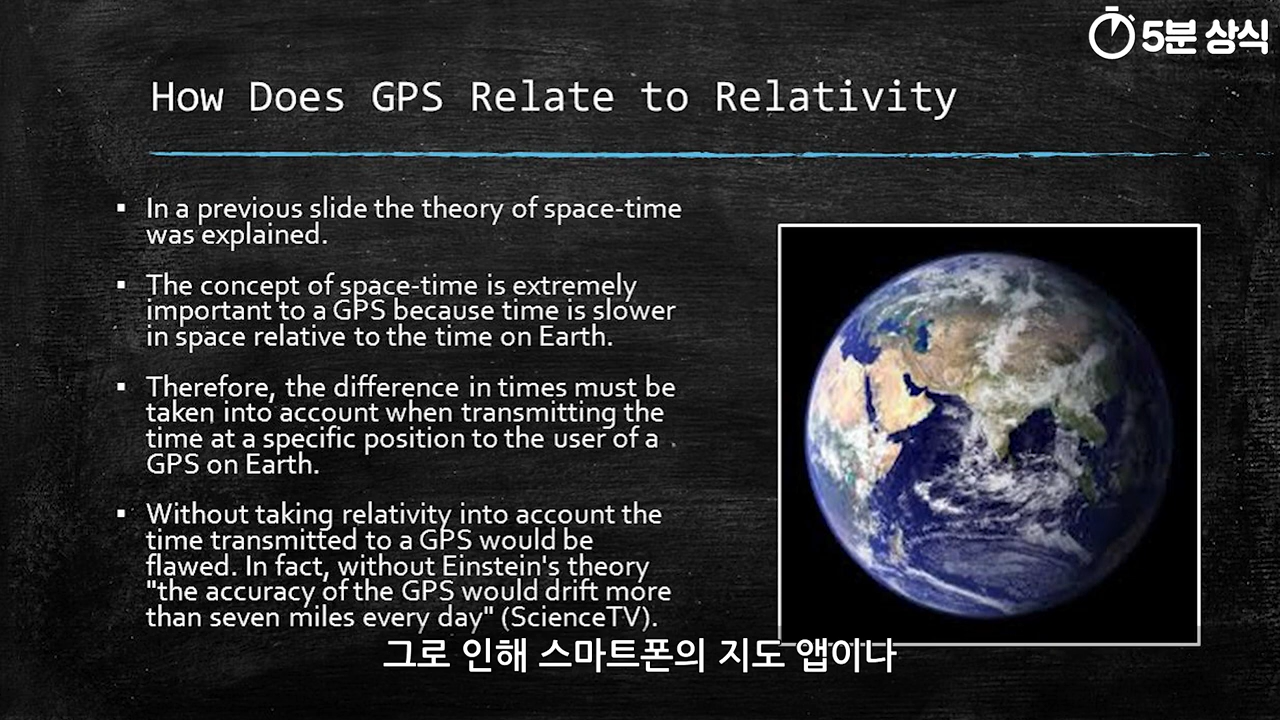 5분 상식
How Does GPS Relate to Relativity
▪ In a previous slide the theory of space-time
was explained.
▪ The concept of space-time is extremely
important to a GPS because time is slower
in space relative to the time on Earth.
▪ Therefore, the difference in times must be
taken into account when transmitting the
time at a specific position to the user of a
GPS on Earth.
▪ Without taking relativity into account the
time transmitted to a GPS would be
flawed. In fact, without Einstein's theory
"the accuracy of the GPS would drift more
than seven miles every day" (ScienceTV).
그로 인해 스마트폰의 지도 앱이나